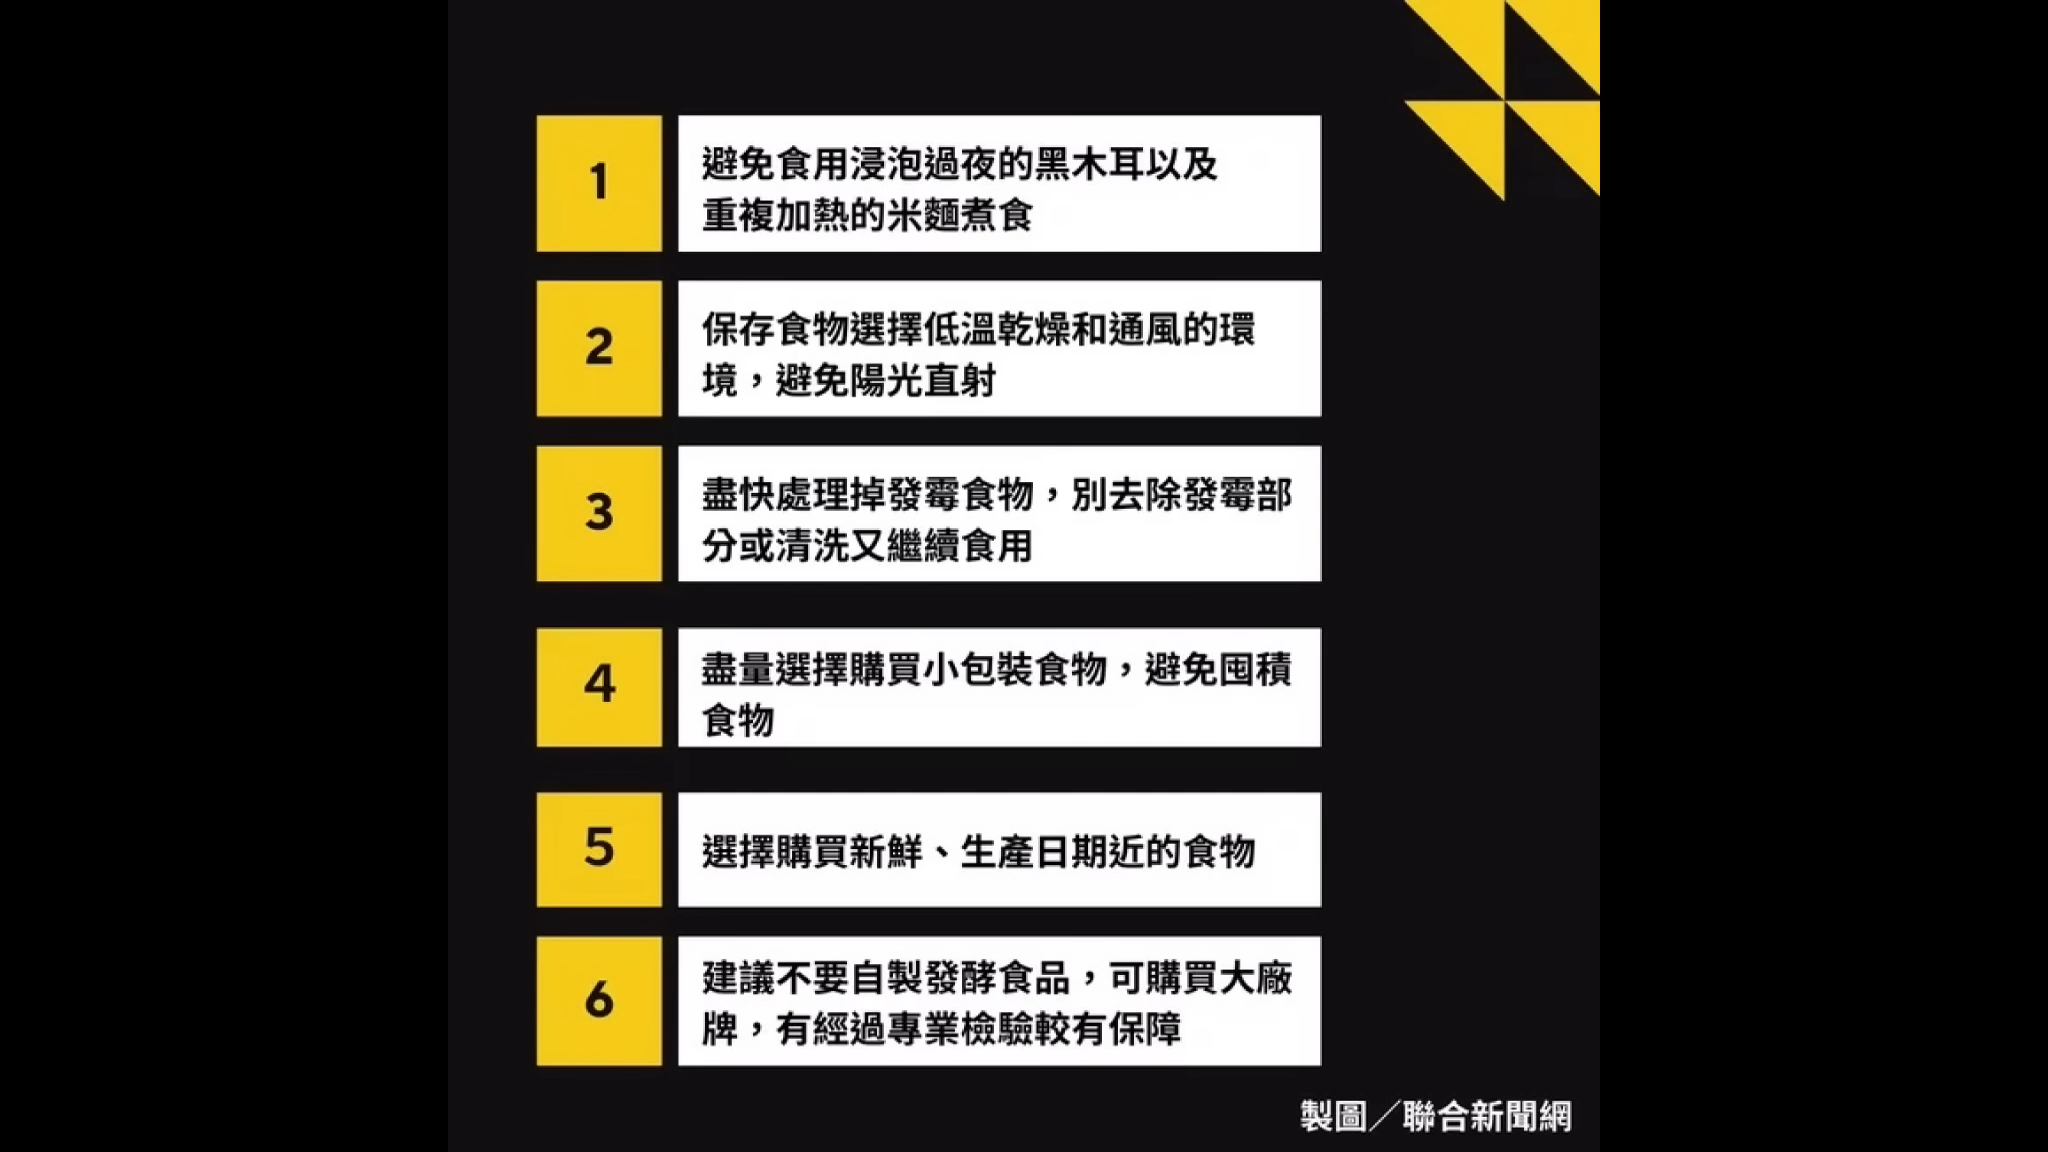 1
避免食用浸泡過夜的黑木耳以及
重複加熱的米麵煮食
2
保存食物選擇低溫乾燥和通風的環
境，避免陽光直射
3
盡快處理掉發霉食物，別去除發霉部
分或清洗又繼續食用
4
盡量選擇購買小包裝食物，避免囤積
食物
5
選擇購買新鮮、生產日期近的食物
6
建議不要自製發酵食品，可購買大廠
牌，有經過專業檢驗較有保障
製圖／聯合新聞網